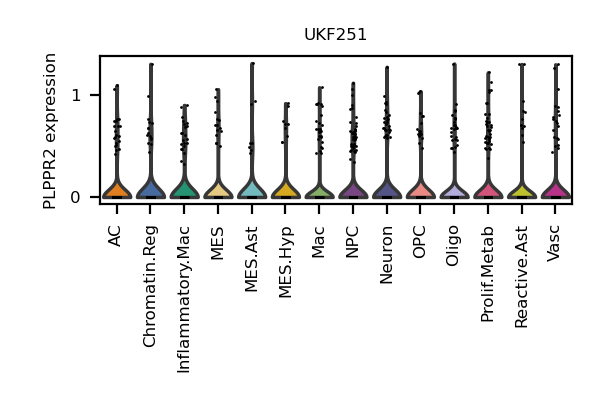 UKF251
PLPPR2 expression
1
0
AC
Chromatin.Reg
Inflammatory.Mac
MES
MES.Ast
MES.Hyp
Mac
NPC
Neuron
OPC
Oligo
Prolif.Metab
Reactive.Ast
Vasc